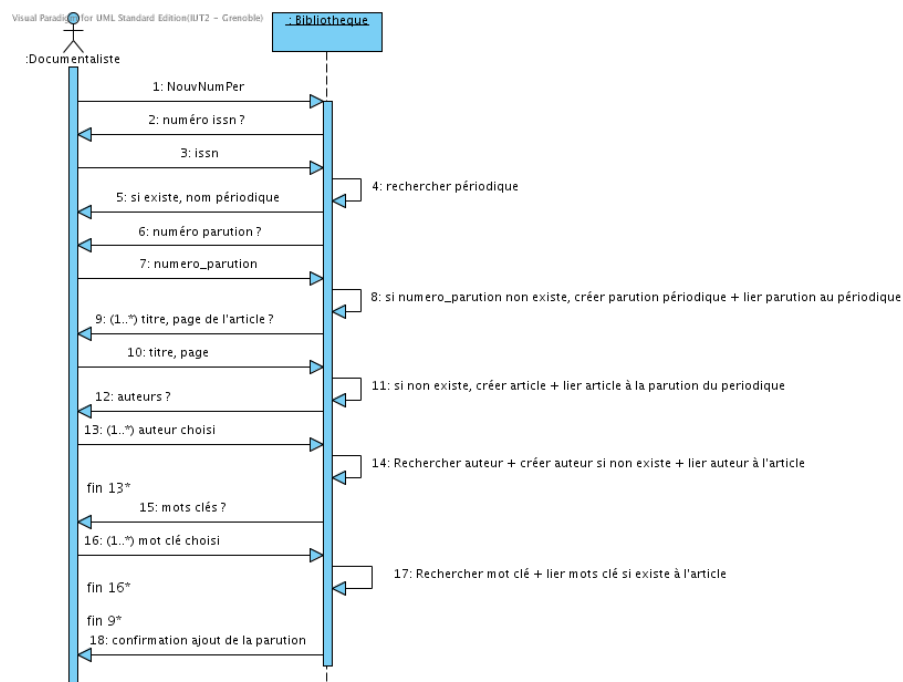 Visual Paradigm for UML Standard Edition(IUT2 - Grenoble)
: Bibliotheque
:Documentaliste
1: NouvNumPer
2: numéro issn ?
3: issn
4: rechercher périodique
5: si existe, nom périodique
6: numéro parution ?
7: numero_parution
8: si numero_parution non existe, créer parution périodique + lier parution au périodique
9: (1..*) titre, page de l'article ?
10: titre, page
11: si non existe, créer article + lier article à la parution du periodique
12: auteurs ?
13: (1..*) auteur choisi
14: Rechercher auteur + créer auteur si non existe + lier auteur à l'article
fin 13*
15: mots clés ?
16: (1..*) mot clé choisi
17: Rechercher mot clé + lier mots clé si existe à l'article
fin 16*
fin 9*
18: confirmation ajout de la parution